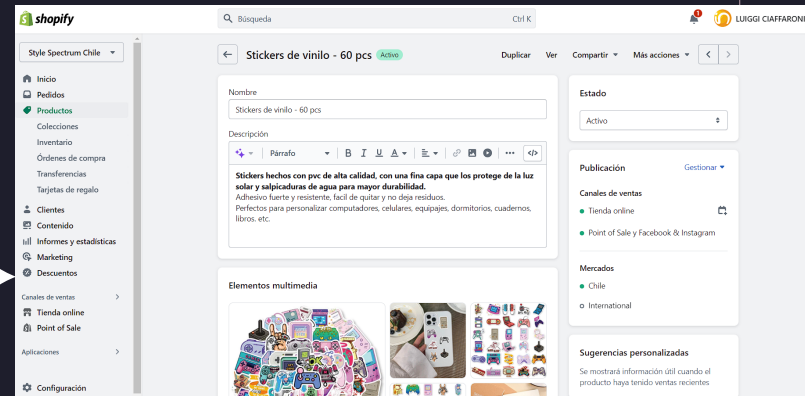 shopify
Búsqueda
Ctrl K
1
LUIGGI CIAFFARONI
Style Spectrum Chile
Inicio
Pedidos
Productos
Colecciones
Inventario
Órdenes de compra
Transferencias
Tarjetas de regalo
Clientes
Contenido
Informes y estadísticas
Marketing
Descuentos
Canales de ventas
Tienda online
Point of Sale
Aplicaciones
Configuración
Stickers de vinilo - 60 pcs Activo
Duplicar Ver Compartir Más acciones
Nombre
Stickers de vinilo - 60 pcs
Descripción
Párrafo B I U A </>
Stickers hechos con pvc de alta calidad, con una fina capa que los protege de la luz
solar y salpicaduras de agua para mayor durabilidad.
Adhesivo fuerte y resistente, facil de quitar y no deja residuos.
Perfectos para personalizar computadores, celulares, equipajes, dormitorios, cuadernos,
libros. etc.
Elementos multimedia
Estado
Activo
Publicación Gestionar
Canales de ventas
Tienda online
Point of Sale y Facebook & Instagram
Mercados
Chile
International
Sugerencias personalizadas
Se mostrará información útil cuando el
producto haya tenido ventas recientes